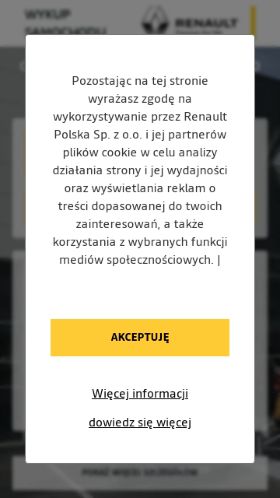 WYKUP
SAMOCHODU
RENAULT
Pozostając na tej stronie
wyrażasz zgodę na
wykorzystywanie przez Renault
Polska Sp. z o.o. i jej partnerów
plików cookie w celu analizy
działania strony i jej wydajności
oraz wyświetlania reklam o
treści dopasowanej do twoich
zainteresowań, a także
korzystania z wybranych funkcji
mediów społecznościowych. |
AKCEPTUJĘ
Więcej informacji
dowiedz się więcej